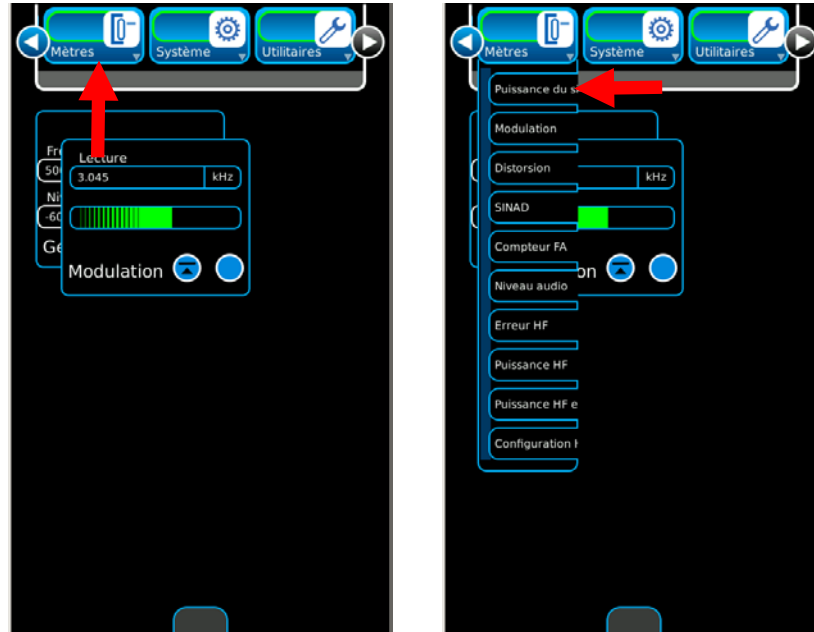 Mètres
Système
Utilitaires
Lecture
3.045
kHz
-60
Modulation
Mètres
Système
Utilitaires
Puissance du
Modulation
Distorsion
kHz
SINAD
Compteur FA
Niveau audio
Erreur HF
Puissance HF
Puissance HF e
Configuration